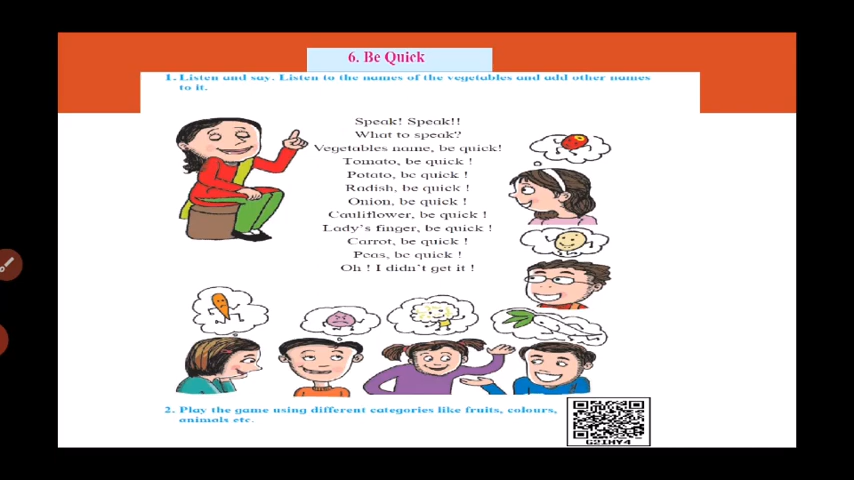 6. Be Quick
1. Listen and say. Listen to the names of the vegetables and add other names
to it.
Speak! Speak!!
What to speak?
Vegetables name, be quick!
Tomato, be quick !
Potato, be quick !
Radish, be quick !
Onion, be quick !
Cauliflower, be quick !
Lady's finger, be quick !
Carrot, be quick !
Peas, be quick !
Oh ! I didn't get it !
2. Play the game using different categories like fruits, colours,
animals etc.
G2IHY4